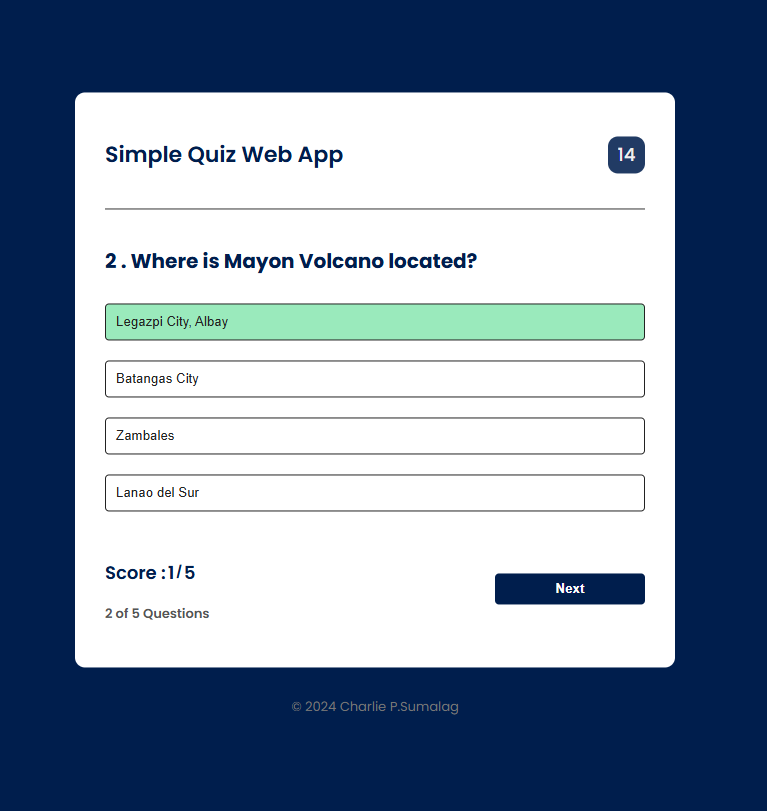 Simple Quiz Web App
14
2 . Where is Mayon Volcano located?
Legazpi City, Albay
Batangas City
Zambales
Lanao del Sur
Score :1/5
Next
2 of 5 Questions
© 2024 Charlie P.Sumalag